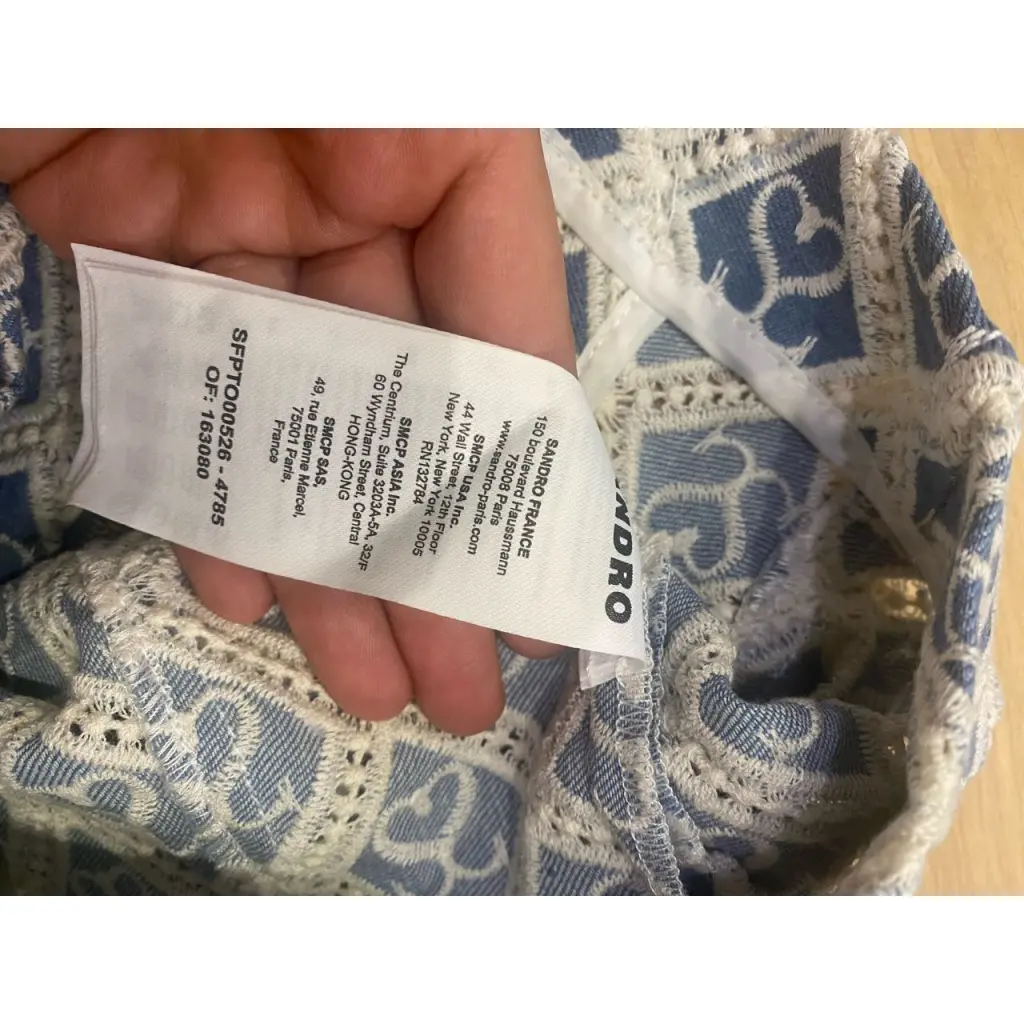 NDRO
SANDRO FRANCE
150 boulevard Haussmann
75008 Paris
www.sandro-paris.com
SMCP USA Inc.
44 Wall Street, 12th Floor
New York, New York 10005
RN132784
SMCP ASIA Inc.
The Centrium, Suite 3203A-5A, 32/F
60 Wyndham Street, Central
HONG-KONG
SMCP SAS,
49, rue Etienne Marcel,
75001 Paris,
France
SFPTO00526 - 4785
OF: 163080